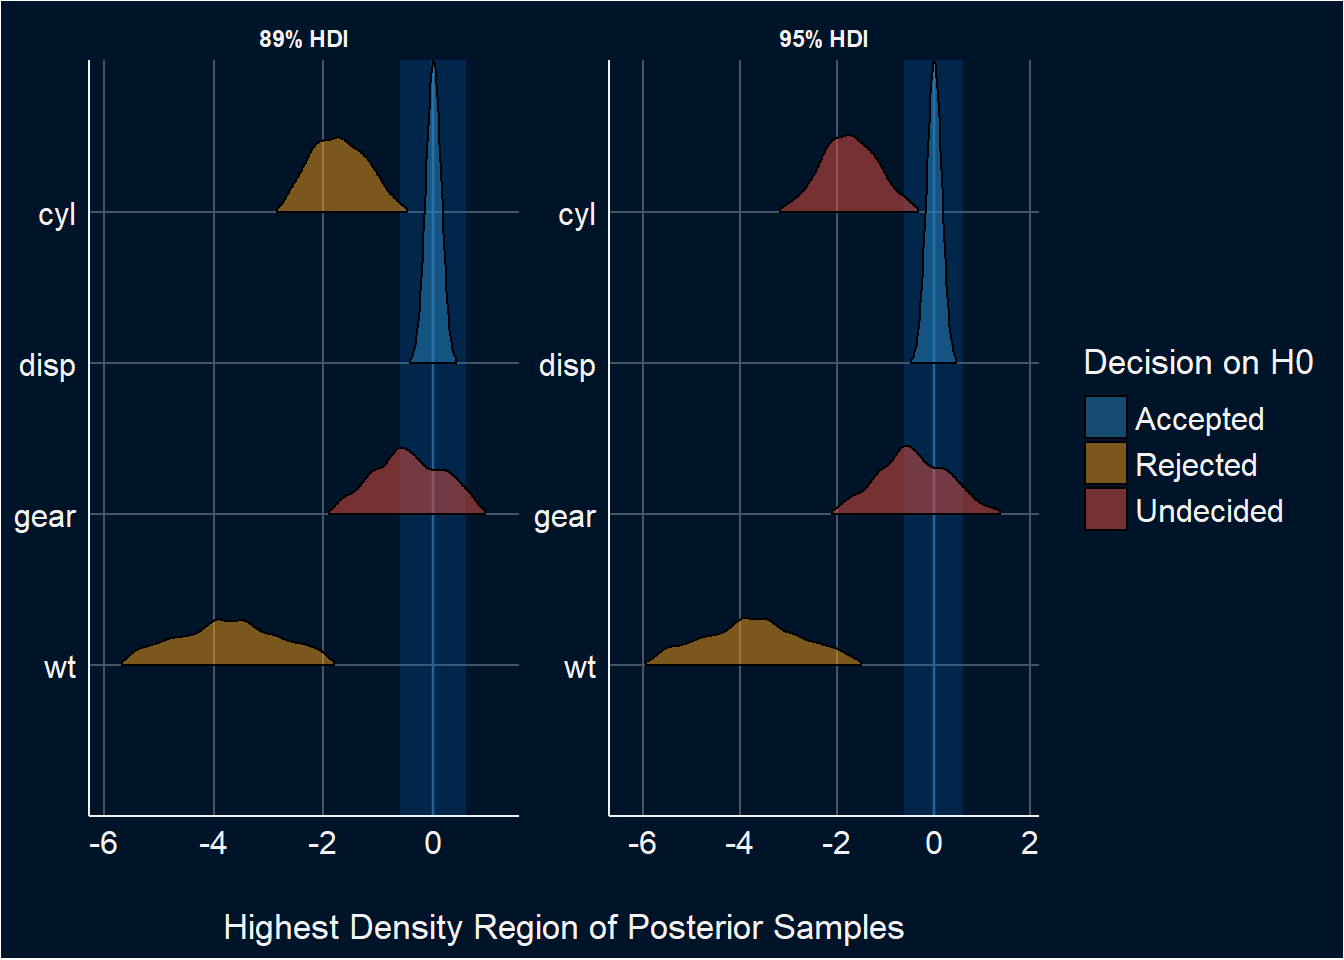 89% HDI
95% HDI
cyl
disp
gear
wt
-6 -4 -2 0
cyl
disp
gear
wt
-6 -4 -2 0 2
Highest Density Region of Posterior Samples
Decision on H0
Accepted
Rejected
Undecided